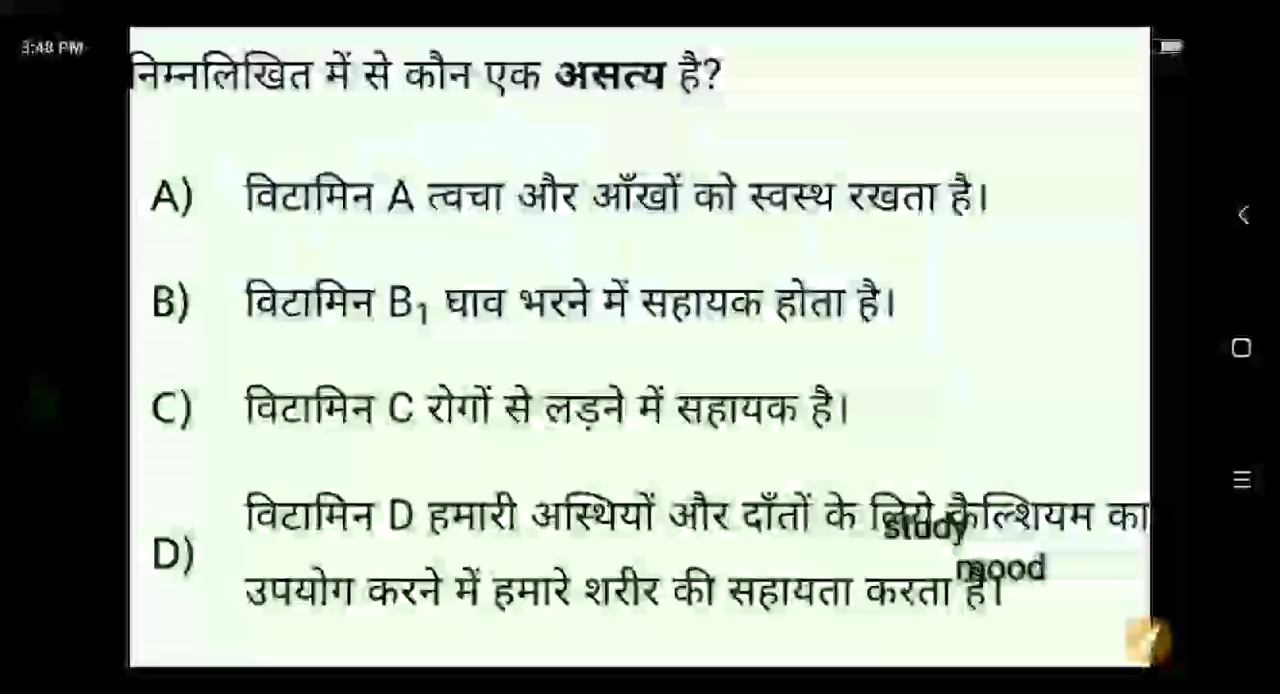 3:48 PM
निम्नलिखित में से कौन एक असत्य है?
A) विटामिन A त्वचा और आँखों को स्वस्थ रखता है।
B) विटामिन B₁ घाव भरने में सहायक होता है।
C) विटामिन C रोगों से लड़ने में सहायक है।
D) विटामिन D हमारी अस्थियों और दाँतों के लिये कैल्शियम का
उपयोग करने में हमारे शरीर की सहायता करता है।
study
mood